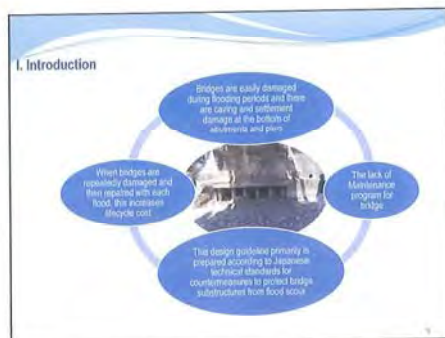 I. Introduction
Bridges are easily damaged
during flooding periods and there
are caving and settlement
damage at the bottom of
abutments and piers
When bridges are
repeatedly damaged and
then repaired with each
flood, this increases
lifecycle cost
The lack of
Maintenance
program for
bridge
This design guideline primarily is
prepared according to Japanese
technical standards for
countermeasures to protect bridge
substructures from flood scour